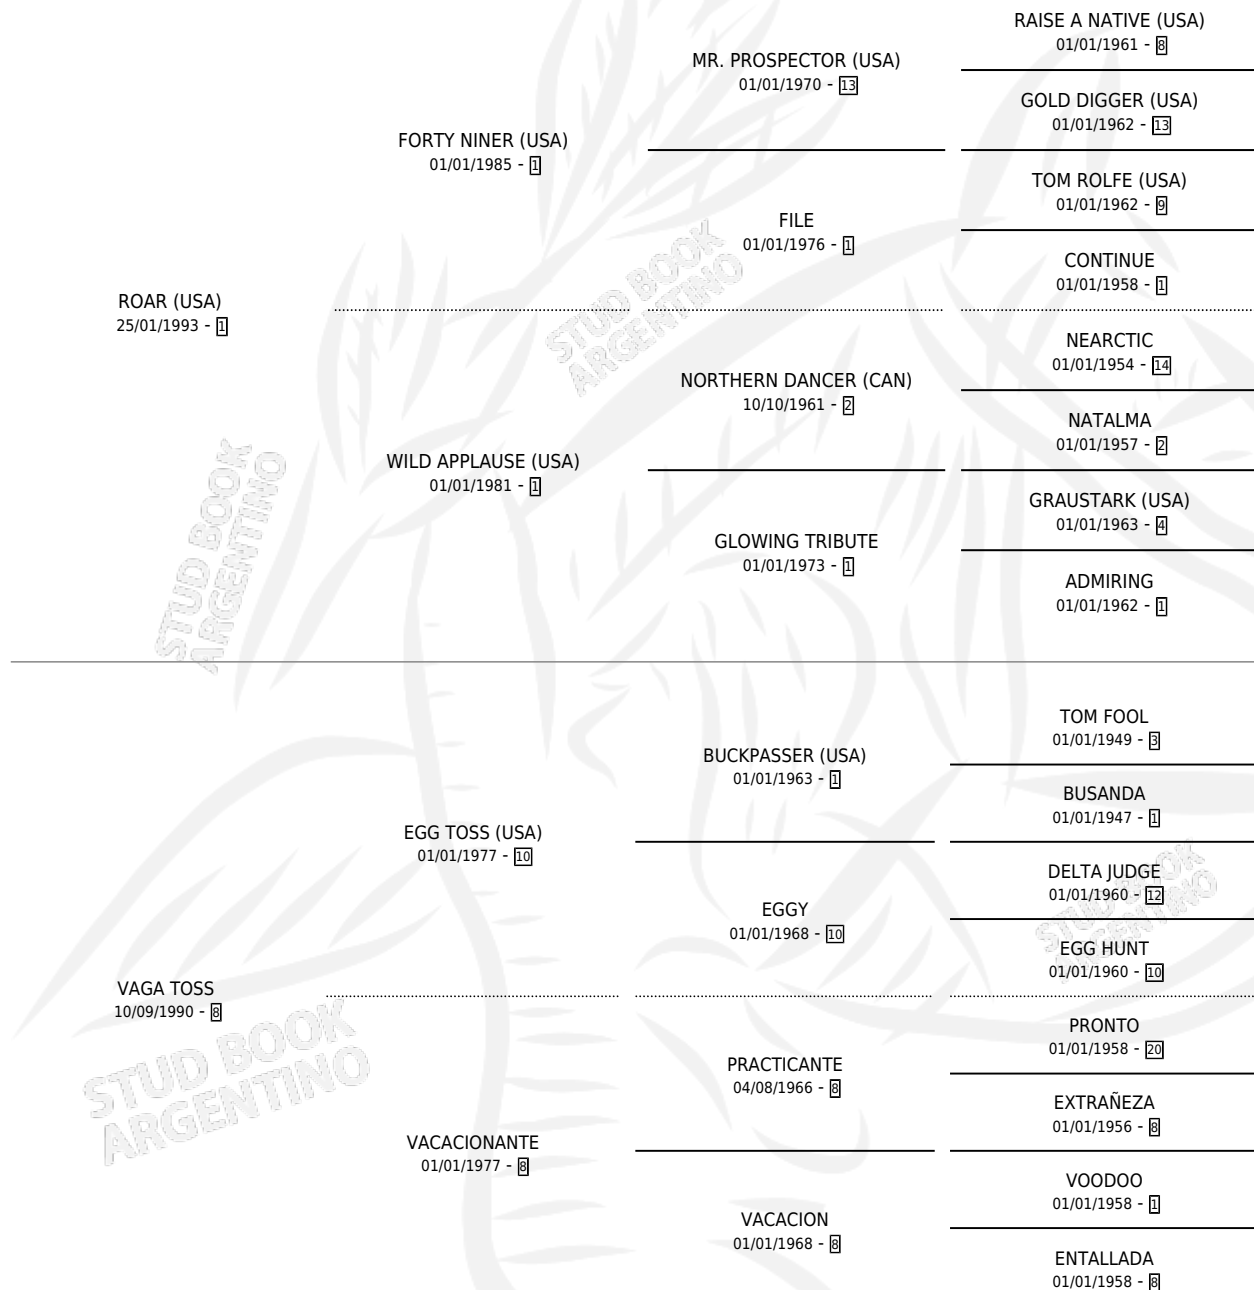 RAISE A NATIVE (USA)
01/01/1961 - 8
MR. PROSPECTOR (USA)
01/01/1970 - 13
GOLD DIGGER (USA)
01/01/1962 - 13
FORTY NINER (USA)
01/01/1985 - 1
TOM ROLFE (USA)
01/01/1962 - 9
FILE
01/01/1976 - 1
CONTINUE
01/01/1958 - 1
ROAR (USA)
25/01/1993 - 1
NEARCTIC
01/01/1954 - 14
NORTHERN DANCER (CAN)
10/10/1961 - 2
NATALMA
01/01/1957 - 2
WILD APPLAUSE (USA)
01/01/1981 - 1
GRAUSTARK (USA)
01/01/1963 - 4
GLOWING TRIBUTE
01/01/1973 - 1
ADMIRING
01/01/1962 - 1
TOM FOOL
01/01/1949 - 3
BUCKPASSER (USA)
01/01/1963 - 1
BUSANDA
01/01/1947 - 1
EGG TOSS (USA)
01/01/1977 - 10
DELTA JUDGE
01/01/1960 - 12
EGGY
01/01/1968 - 10
EGG HUNT
01/01/1960 - 10
VAGA TOSS
10/09/1990 - 8
PRONTO
01/01/1958 - 20
PRACTICANTE
04/08/1966 - 8
EXTRAÑEZA
01/01/1956 - 8
VACACIONANTE
01/01/1977 - 8
VOODOO
01/01/1958 - 1
VACACION
01/01/1968 - 8
ENTALLADA
01/01/1958 - 8
STUD BOOK
ARGENTINO
STUD BOOK
ARGENTINO
STUD BOOK
ARGENTINO
STUD BOOK
ARGENTINO